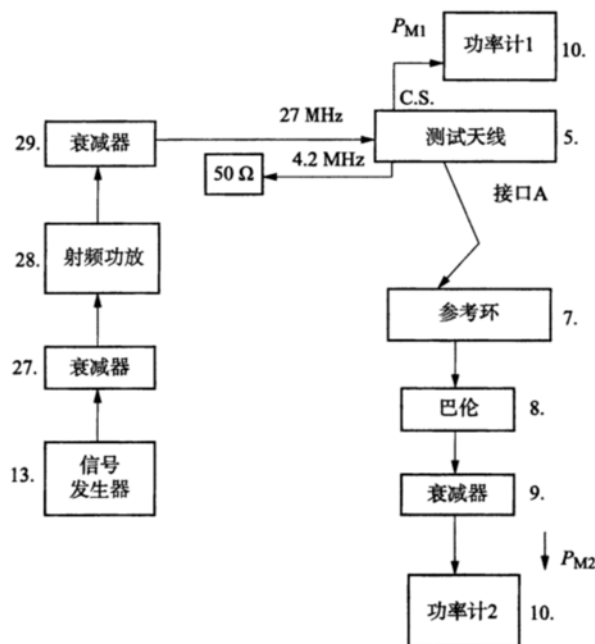 P_M1
功率计1
10.
C.S.
27 MHz
29.
衰减器
测试天线
5.
50 Ω
4.2 MHz
接口A
28.
射频功放
参考环
7.
27.
衰减器
巴伦
8.
13.
信号
发生器
衰减器
9.
P_M2
功率计2
10.